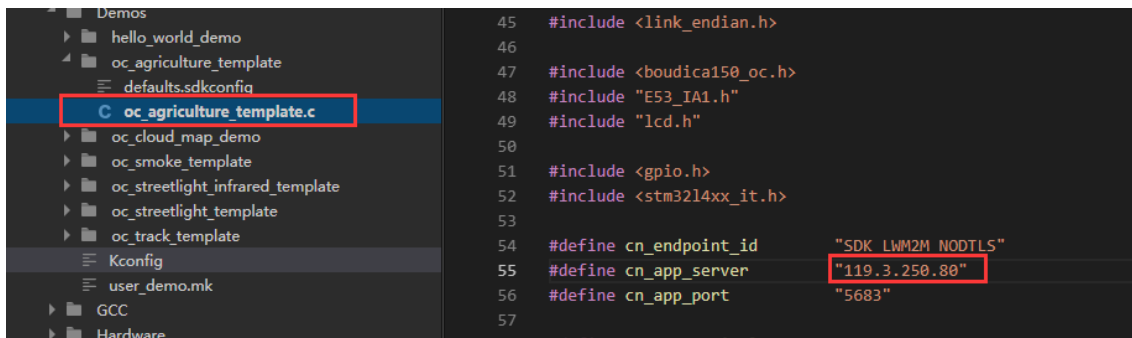 Demos
hello_world_demo
oc_agriculture_template
defaults.sdkconfig
C oc_agriculture_template.c
oc_cloud_map_demo
oc_smoke_template
oc_streetlight_infrared_template
oc_streetlight_template
oc_track_template
Kconfig
user_demo.mk
GCC
Hardware
45 #include <link_endian.h>
46
47 #include <boudica150_oc.h>
48 #include "E53_IA1.h"
49 #include "lcd.h"
50
51 #include <gpio.h>
52 #include <stm32l4xx_it.h>
53
54 #define cn_endpoint_id "SDK_LWM2M_NODTLS"
55 #define cn_app_server "119.3.250.80"
56 #define cn_app_port "5683"
57